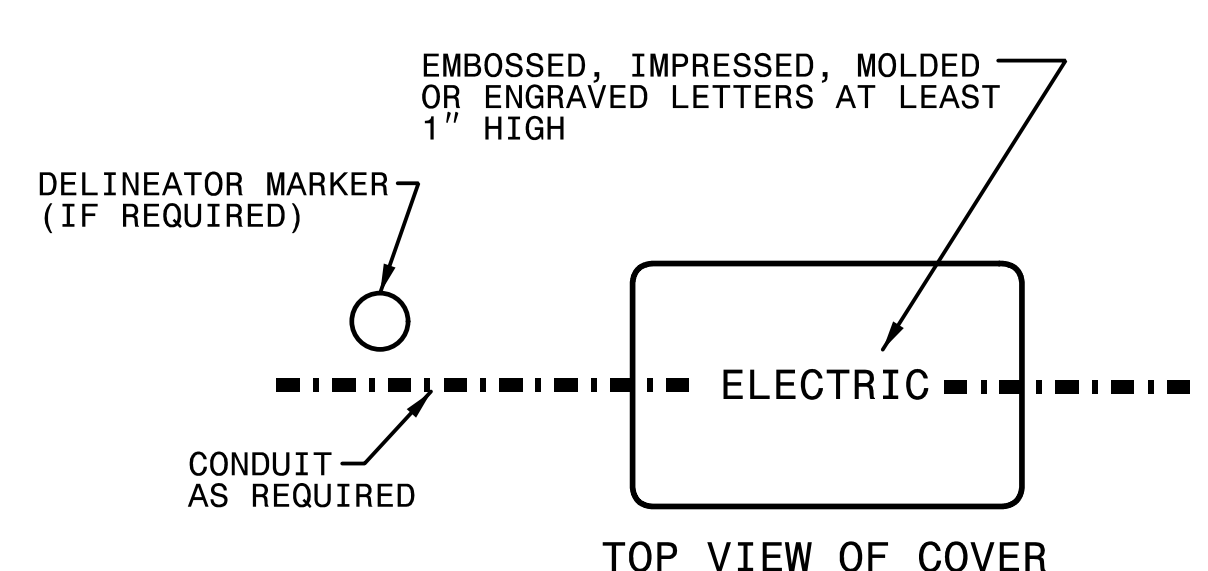 EMBOSSED, IMPRESSED, MOLDED
OR ENGRAVED LETTERS AT LEAST
1" HIGH
DELINEATOR MARKER
(IF REQUIRED)
ELECTRIC
CONDUIT
AS REQUIRED
TOP VIEW OF COVER